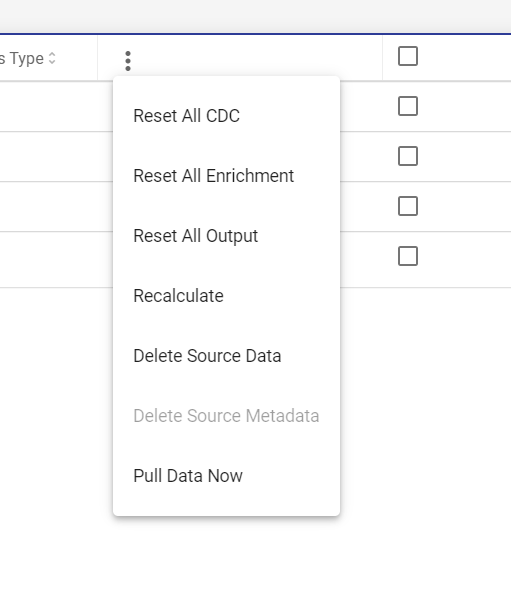 s Type
Reset All CDC
Reset All Enrichment
Reset All Output
Recalculate
Delete Source Data
Delete Source Metadata
Pull Data Now